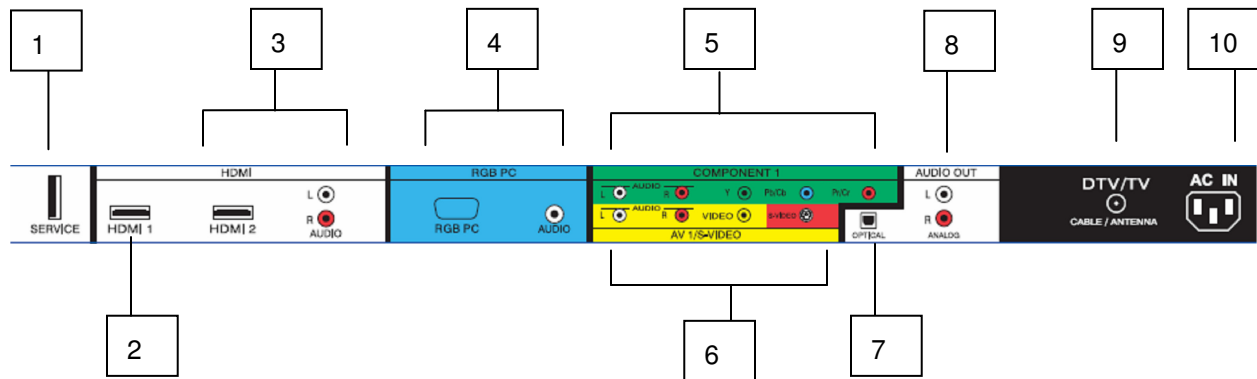 1
3
4
5
8
9
10
HDMI
RGB PC
COMPONENT 1
AUDIO OUT
SERVICE
HDMI 1
HDMI 2
L
R
AUDIO
RGB PC
AUDIO
L AUDIO R Y Pb/Cb Pr/Cr
L AUDIO R VIDEO S-VIDEO
AV 1/S-VIDEO
OPTICAL
L
R
ANALOG
DTV/TV
CABLE / ANTENNA
AC IN
2
6
7